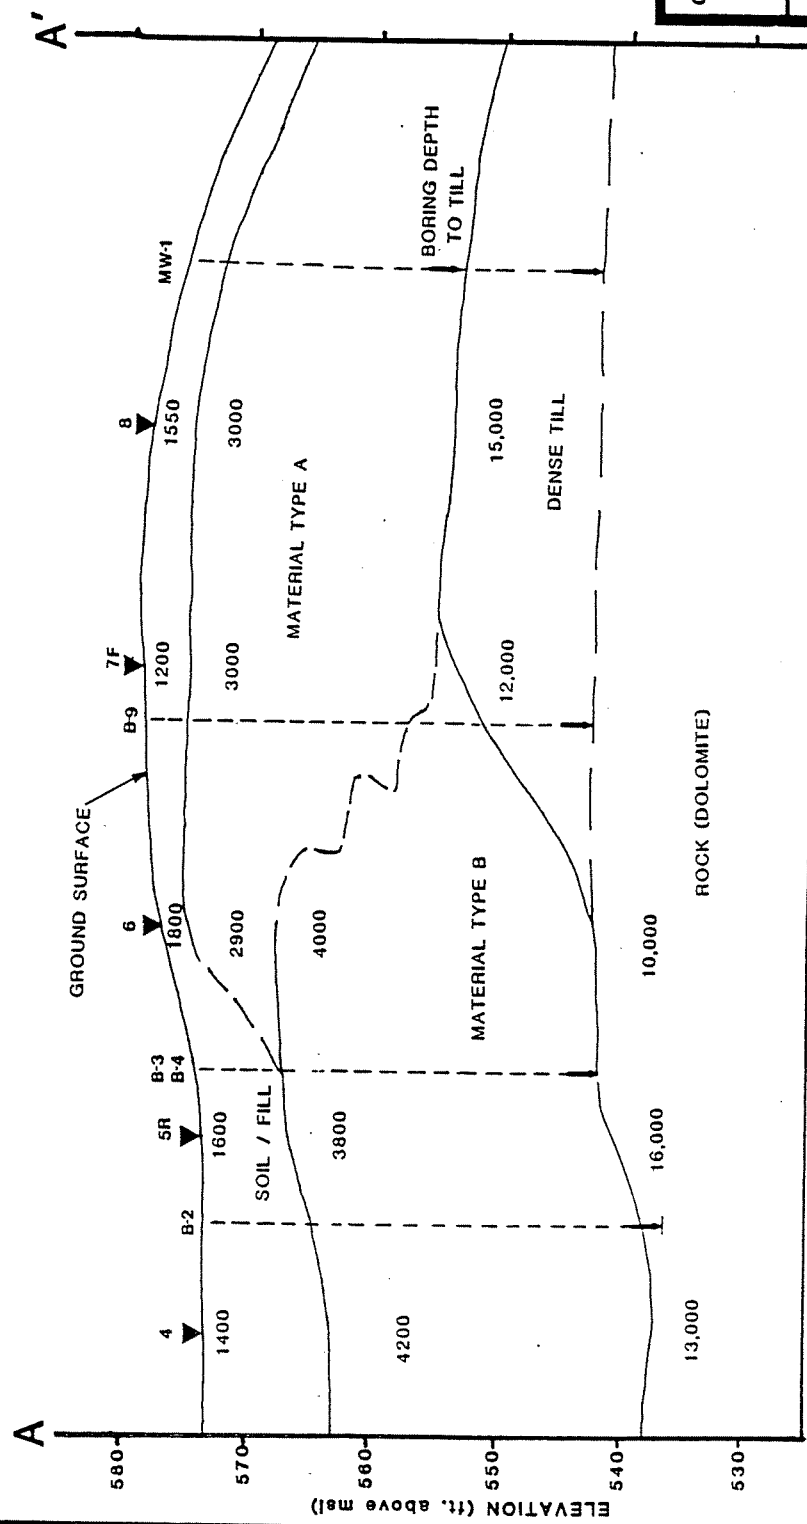 A
A'
4
B-2
5R
B-3
B-4
6
B-9
7F
8
MW-1
GROUND SURFACE
1400
1600
1800
1200
1550
SOIL / FILL
2900
3000
3000
MATERIAL TYPE A
4200
3800
4000
MATERIAL TYPE B
12,000
15,000
BORING DEPTH
TO TILL
DENSE TILL
13,000
16,000
10,000
ROCK (DOLOMITE)
580
570
560
550
540
530
ELEVATION (ft. above msl)